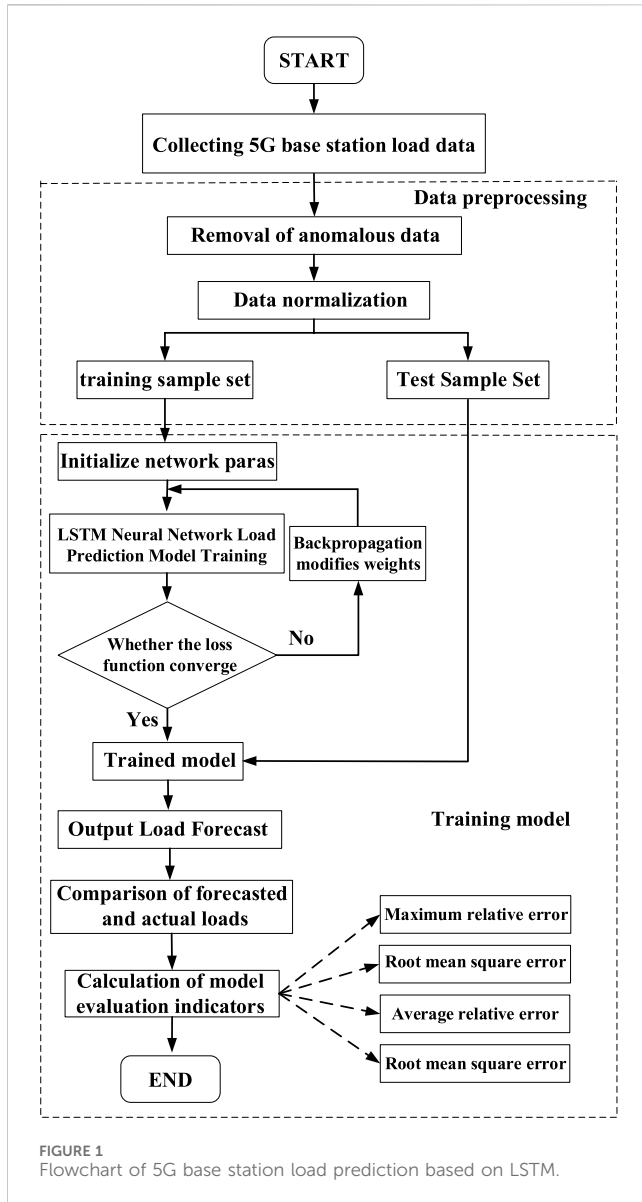 START
Collecting 5G base station load data
Data preprocessing
Removal of anomalous data
Data normalization
training sample set
Test Sample Set
Initialize network paras
LSTM Neural Network Load
Prediction Model Training
Backpropagation
modifies weights
Whether the loss
function converge
No
Yes
Trained model
Output Load Forecast
Training model
Comparison of forecasted
and actual loads
Calculation of model
evaluation indicators
Maximum relative error
Root mean square error
Average relative error
Root mean square error
END
FIGURE 1
Flowchart of 5G base station load prediction based on LSTM.